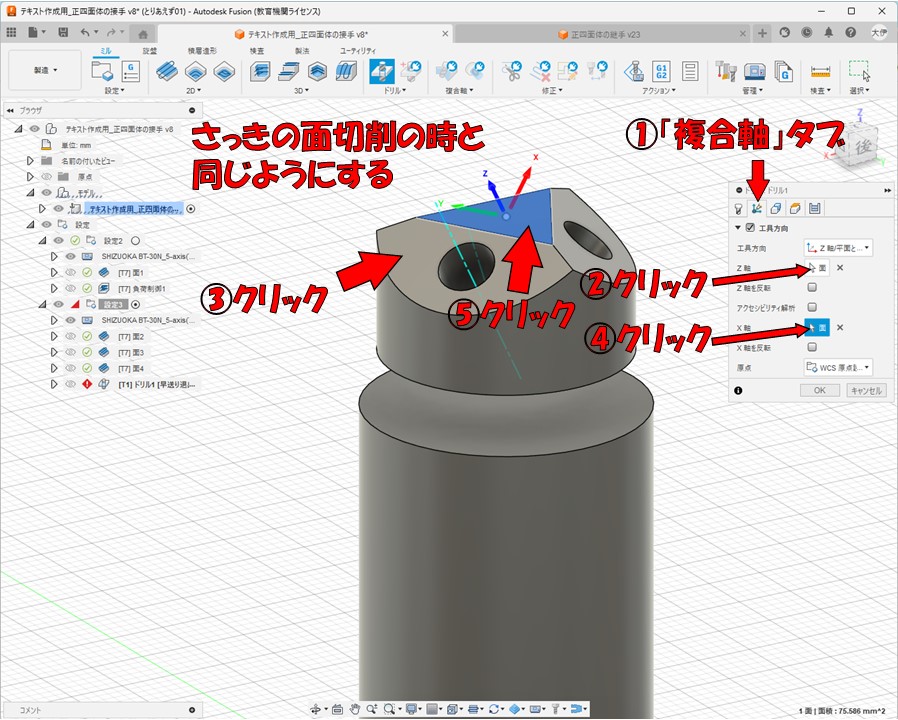 テキスト作成用_正四面体の接手 v8* (とりあえず01) - Autodesk Fusion (教育機関ライセンス)
テキスト作成用_正四面体の接手 v8*
正四面体の継手 v23
大伊
ミル 旋盤 積層造形 検査 製法 ユーティリティ
製造
G1
G2
設定 2D 3D ドリル 複合軸 修正 アクション 管理 検査 選択
ブラウザ
テキスト作成用_正四面体の接手 v8
単位: mm
名前の付いたビュー
原点
モデル
テキスト作成用_正四面体の...
設定
設定2
SHIZUOKA BT-30N_5-axis(...
[T7] 面1
[T7] 負荷制御1
設定3
SHIZUOKA BT-30N_5-axis(...
[T7] 面2
[T7] 面3
[T7] 面4
[T1] ドリル1 [早送り退...
さっきの面切削の時と
同じようにする
①「複合軸」タブ
②クリック
③クリック
④クリック
⑤クリック
Z
X
Y
Z
後
X
Y
ドリル1
工具方向
工具方向 Z 軸/平面と...
Z 軸 面
Z 軸を反転
アクセシビリティ解析
X 軸 面
X 軸を反転
原点 WCS 原点
OK キャンセル
コメント
1 面 | 面積 : 75.586 mm^2